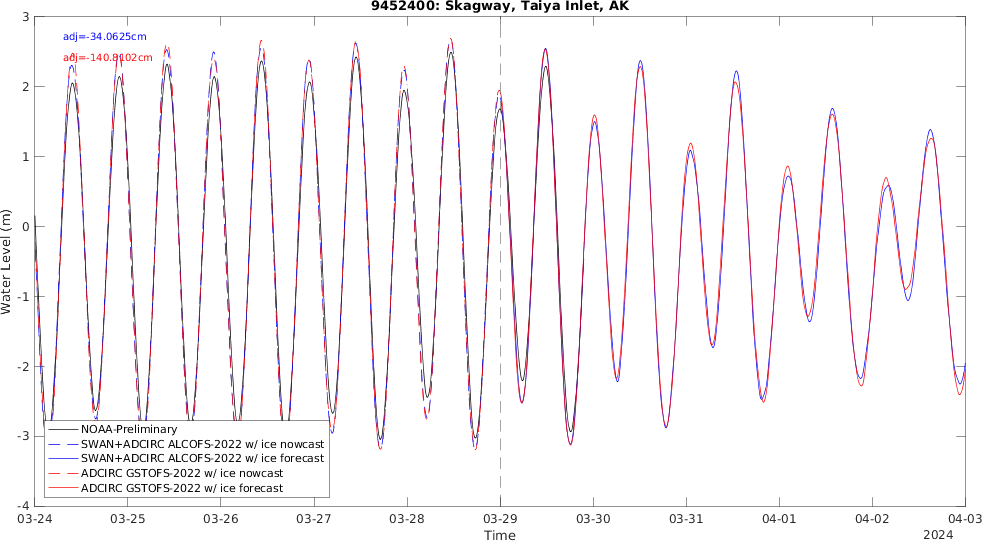 9452400: Skagway, Taiya Inlet, AK
adj=-34.0625cm
adj=-140.8102cm
Water Level (m)
3
2
1
0
-1
-2
-3
-4
NOAA-Preliminary
SWAN+ADCIRC ALCOFS-2022 w/ ice nowcast
SWAN+ADCIRC ALCOFS-2022 w/ ice forecast
ADCIRC GSTOFS-2022 w/ ice nowcast
ADCIRC GSTOFS-2022 w/ ice forecast
03-24 03-25 03-26 03-27 03-28 03-29 03-30 03-31 04-01 04-02 04-03
Time
2024